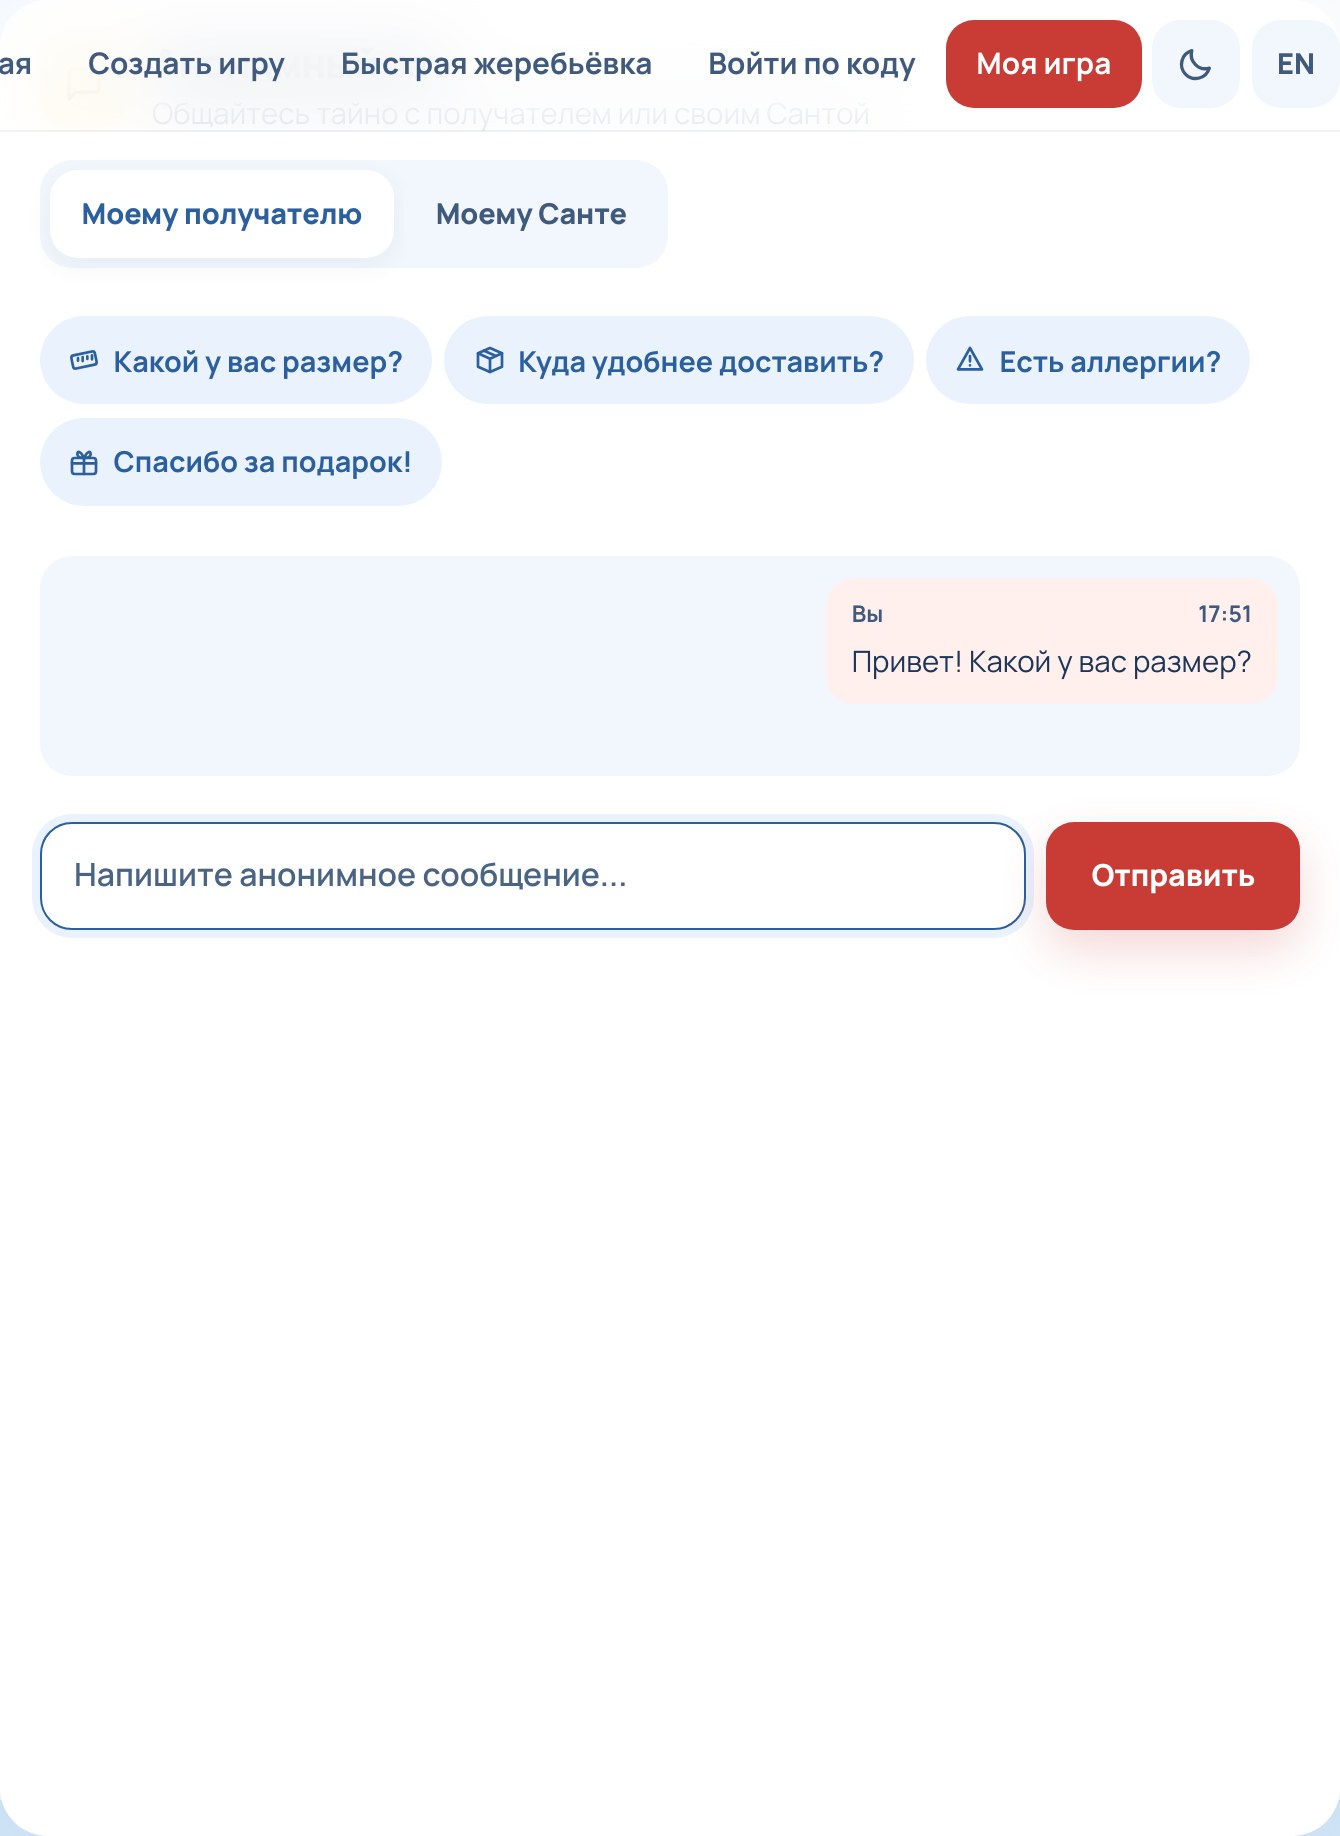 ая Создать игру Быстрая жеребьёвка Войти по коду Моя игра EN
Общайтесь тайно с получателем или своим Сантой
Моему получателю Моему Санте
Какой у вас размер? Куда удобнее доставить? Есть аллергии?
Спасибо за подарок!
Вы 17:51
Привет! Какой у вас размер?
Напишите анонимное сообщение... Отправить